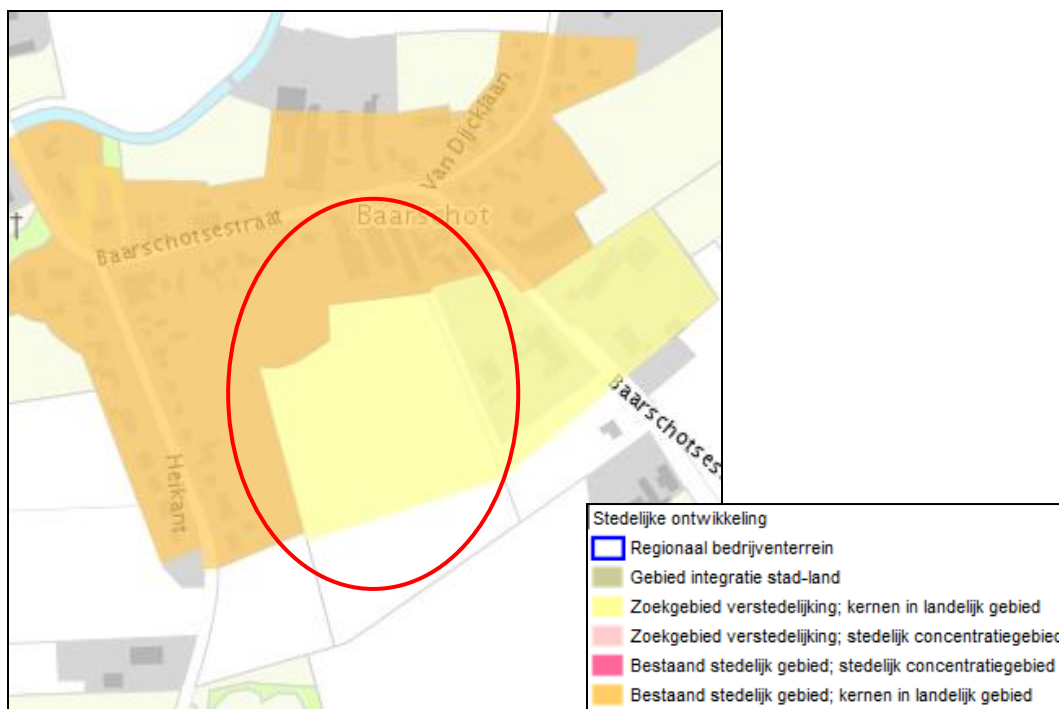 Van Dijcklaan
Baarschot
Baarschotsestraat
Heikant
Baarschotses
Stedelijke ontwikkeling
Regionaal bedrijventerrein
Gebied integratie stad-land
Zoekgebied verstedelijking; kernen in landelijk gebied
Zoekgebied verstedelijking; stedelijk concentratiegebied
Bestaand stedelijk gebied; stedelijk concentratiegebied
Bestaand stedelijk gebied; kernen in landelijk gebied